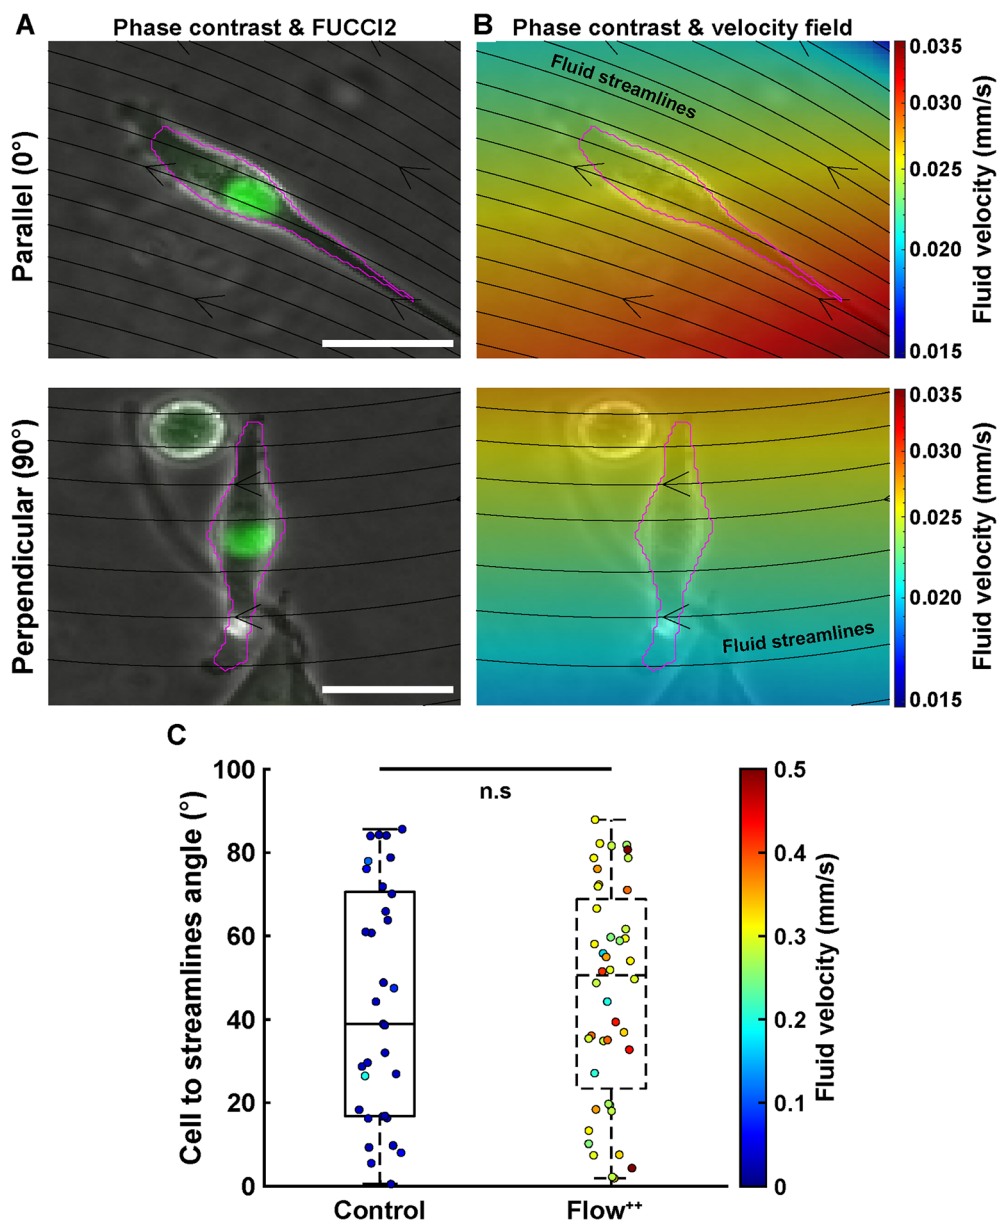 A Phase contrast & FUCCI2
B Phase contrast & velocity field
Parallel (0°)
Fluid streamlines
0.035
0.030
0.025
0.020
0.015
Fluid velocity (mm/s)
Perpendicular (90°)
Fluid streamlines
0.035
0.030
0.025
0.020
0.015
Fluid velocity (mm/s)
C
Cell to streamlines angle (°)
100
80
60
40
20
0
n.s
Control
Flow++
0.5
0.4
0.3
0.2
0.1
0
Fluid velocity (mm/s)